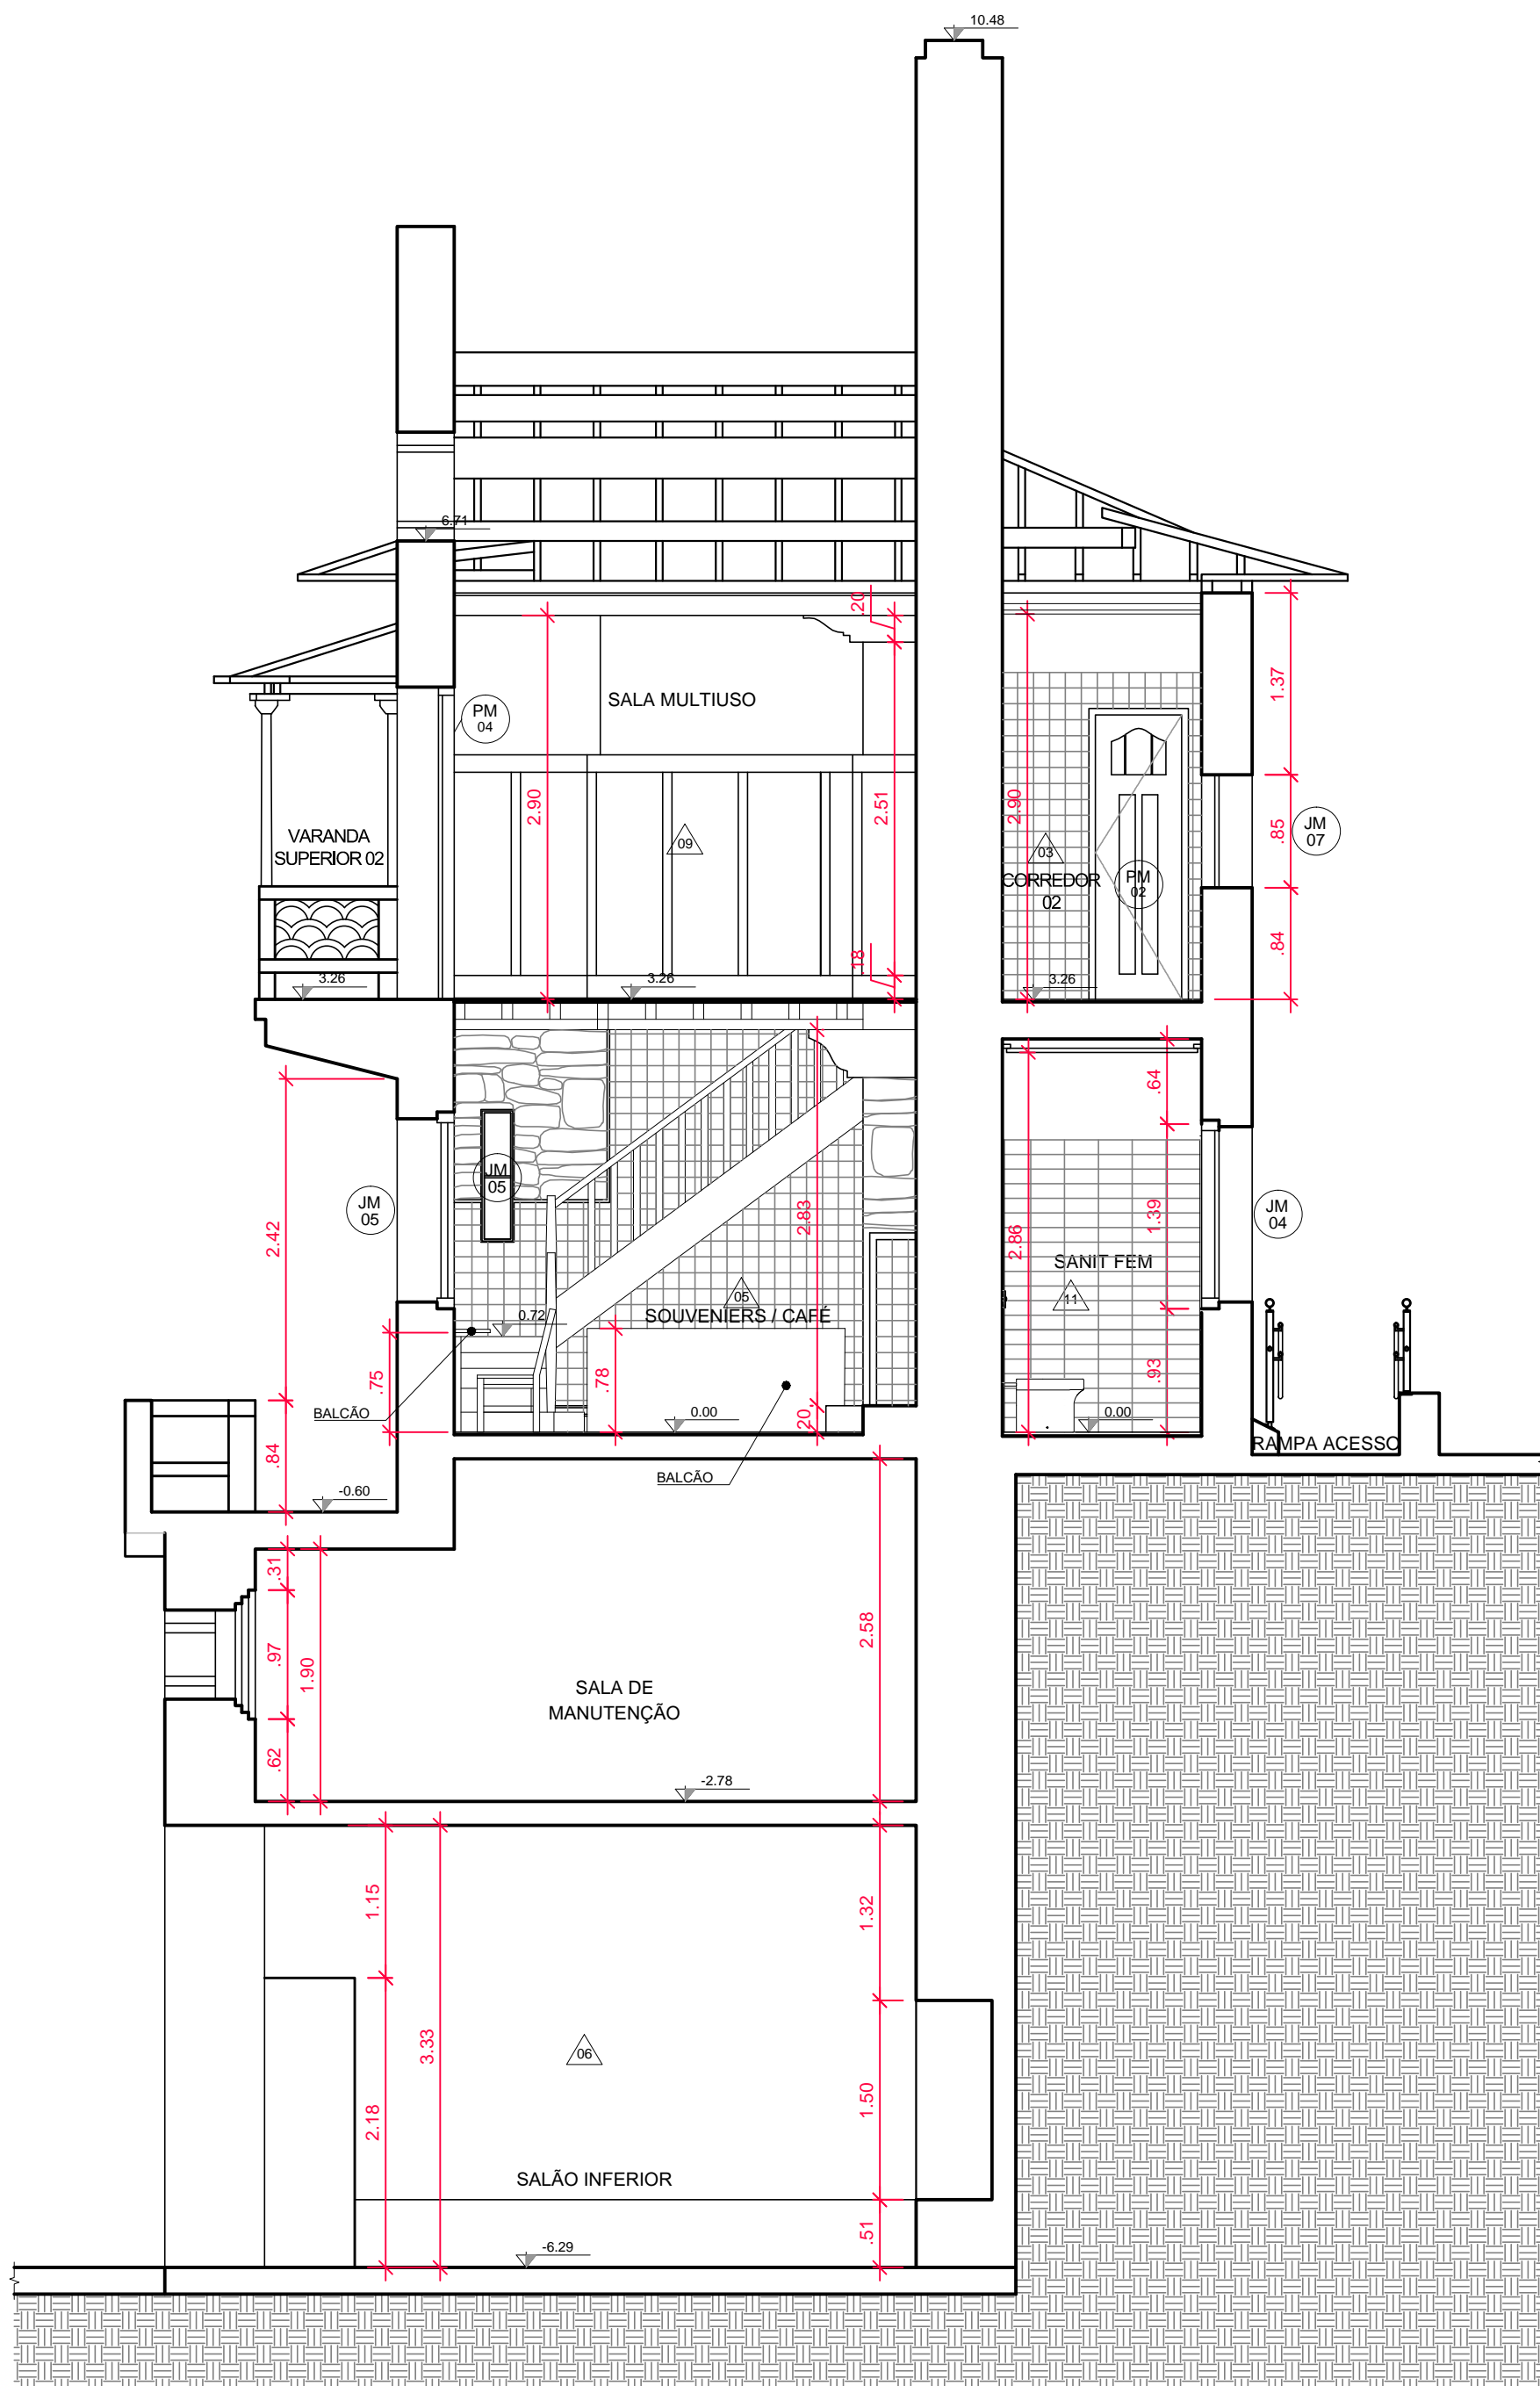 10.48
6.71
.20
SALA MULTIUSO
PM
04
1.37
2.90
2.51
2.90
.85
JM
07
VARANDA
SUPERIOR 02
09
03
CORREDOR
02
PM
02
.84
.18
3.26
3.26
3.26
.64
JM
05
JM
05
2.42
2.83
2.86
1.39
JM
04
SANIT FEM
11
05
SOUVENIERS / CAFÉ
0.72
.75
.78
.93
BALCÃO
0.00
.20
0.00
RAMPA ACESSO
.84
BALCÃO
-0.60
.31
.97
1.90
2.58
SALA DE
MANUTENÇÃO
.62
-2.78
1.15
1.32
3.33
06
2.18
1.50
SALÃO INFERIOR
.51
-6.29